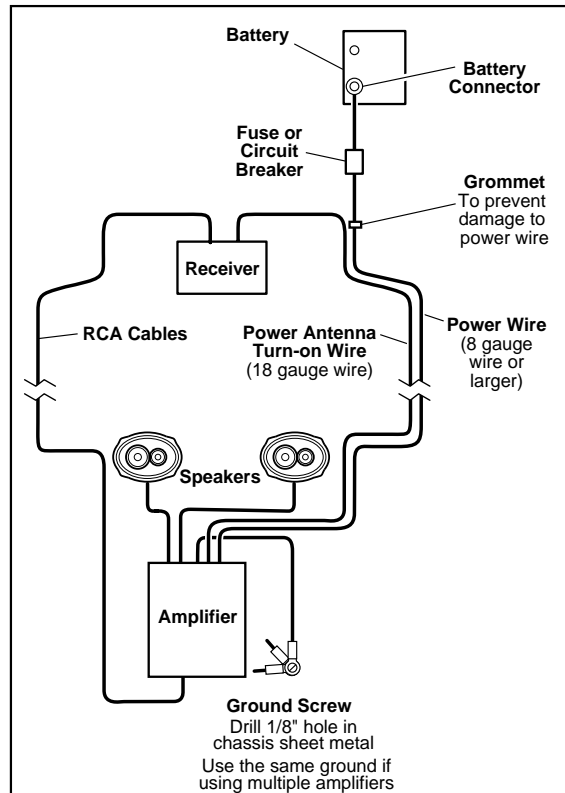 Battery
Battery
Connector
Fuse or
Circuit
Breaker
Grommet
To prevent
damage to
power wire
Receiver
RCA Cables
Power Antenna
Turn-on Wire
(18 gauge wire)
Power Wire
(8 gauge
wire or
larger)
Speakers
Amplifier
Ground Screw
Drill 1/8" hole in
chassis sheet metal
Use the same ground if
using multiple amplifiers